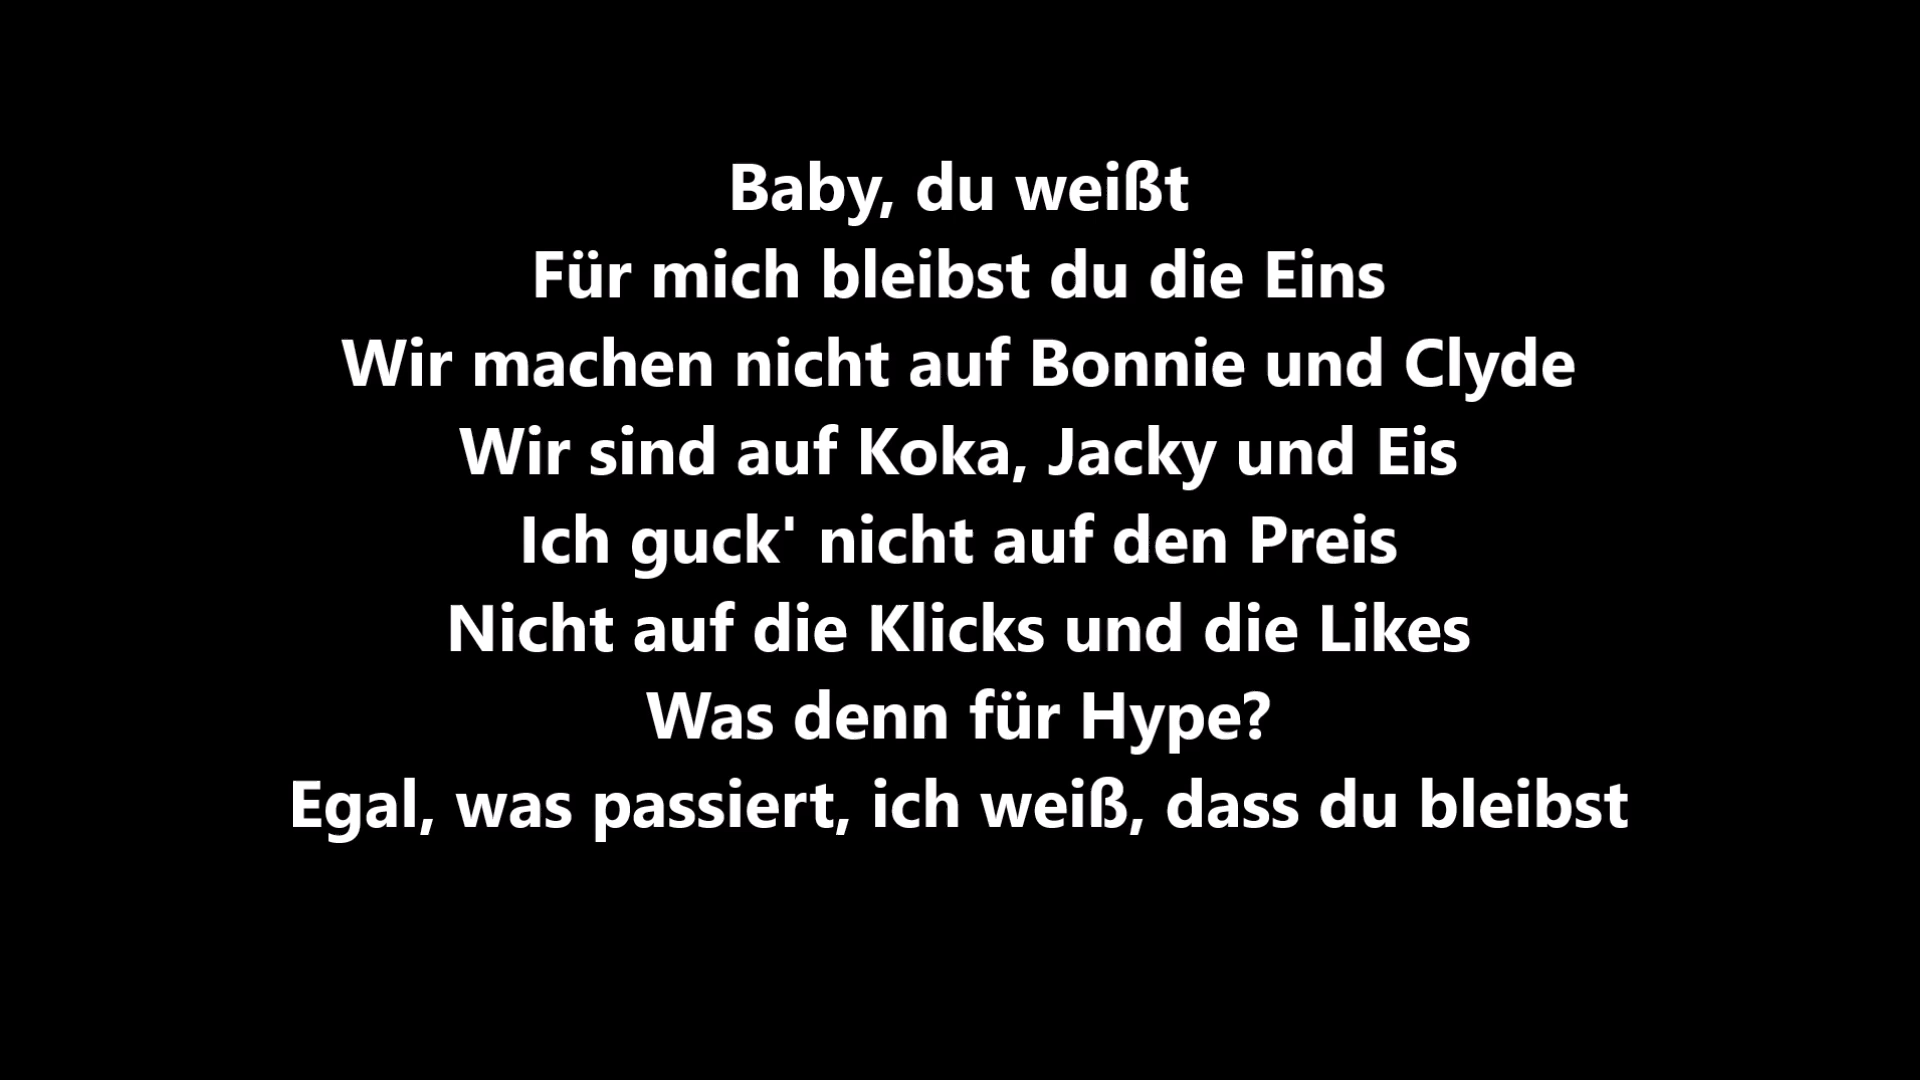 Baby, du weißt
Für mich bleibst du die Eins
Wir machen nicht auf Bonnie und Clyde
Wir sind auf Koka, Jacky und Eis
Ich guck' nicht auf den Preis
Nicht auf die Klicks und die Likes
Was denn für Hype?
Egal, was passiert, ich weiß, dass du bleibst